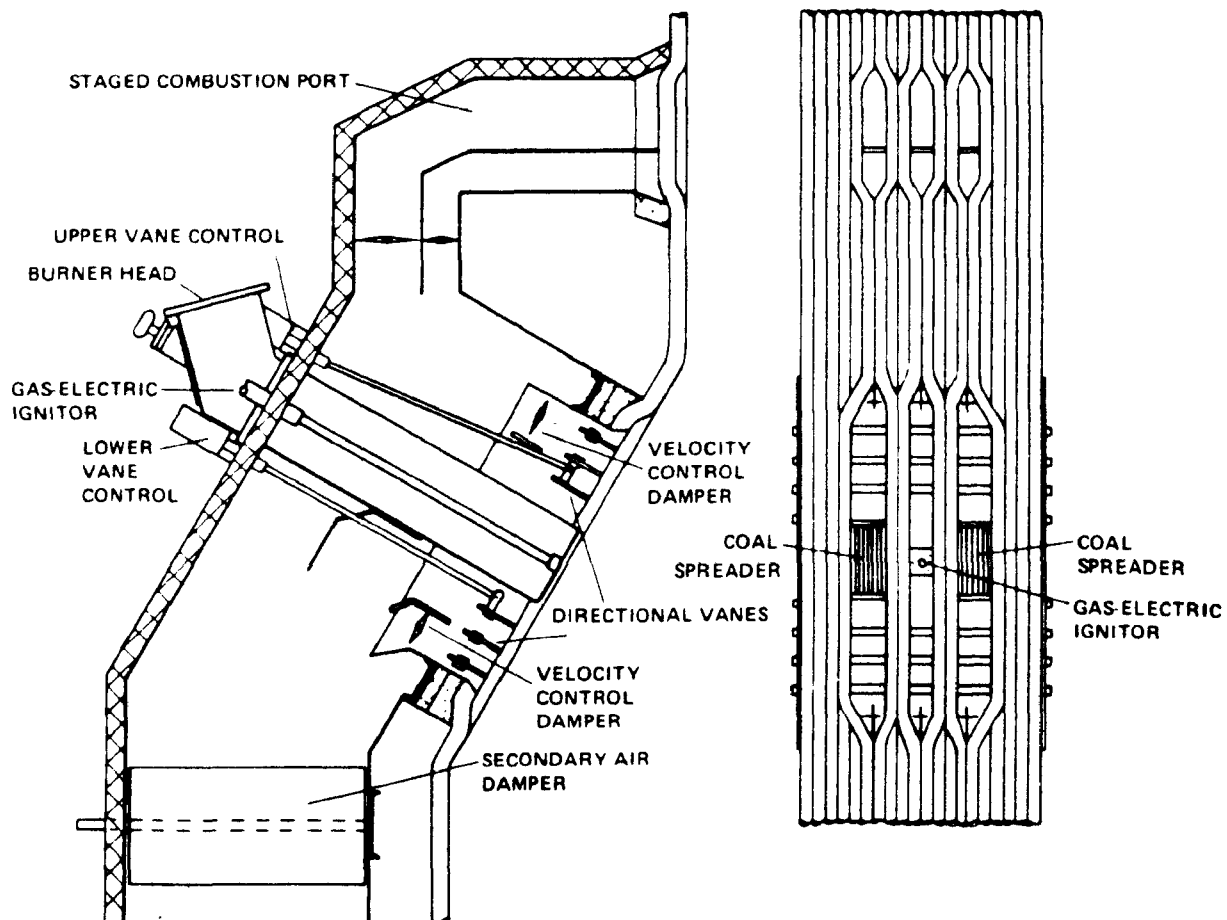 STAGED COMBUSTION PORT
UPPER VANE CONTROL
BURNER HEAD
GAS-ELECTRIC
IGNITOR
LOWER
VANE
CONTROL
VELOCITY
CONTROL
DAMPER
DIRECTIONAL VANES
VELOCITY
CONTROL
DAMPER
SECONDARY AIR
DAMPER
COAL
SPREADER
COAL
SPREADER
GAS-ELECTRIC
IGNITOR